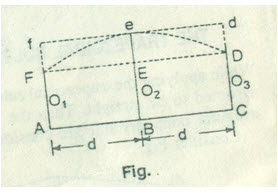 f e d
F E D
O₁ O₂ O₃
A B C
d d
Fig.